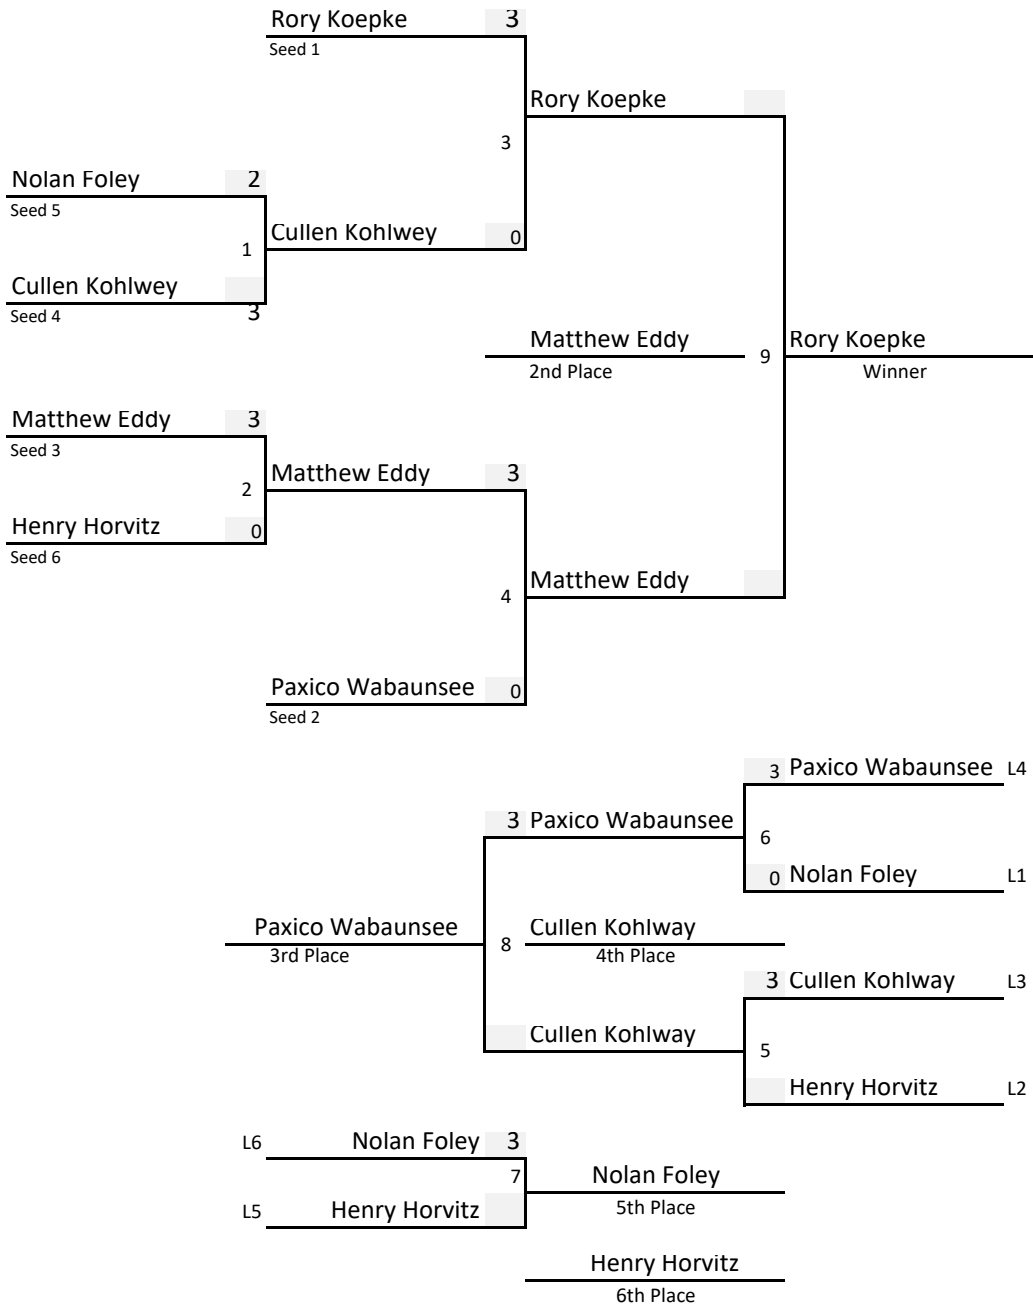 Rory Koepke 3
Seed 1
Rory Koepke
3
Nolan Foley 2
Seed 5
Cullen Kohlwey 0
1
Cullen Kohlwey
Seed 4 3
Matthew Eddy 9 Rory Koepke
2nd Place Winner
Matthew Eddy 3
Seed 3
Matthew Eddy 3
2
Henry Horvitz 0
Seed 6
Matthew Eddy
4
Paxico Wabaunsee 0
Seed 2
3 Paxico Wabaunsee L4
3 Paxico Wabaunsee
6
0 Nolan Foley L1
Paxico Wabaunsee 8 Cullen Kohlway
3rd Place 4th Place
3 Cullen Kohlway L3
Cullen Kohlway
5
Henry Horvitz L2
L6 Nolan Foley 3
7 Nolan Foley
5th Place
L5 Henry Horvitz
Henry Horvitz
6th Place